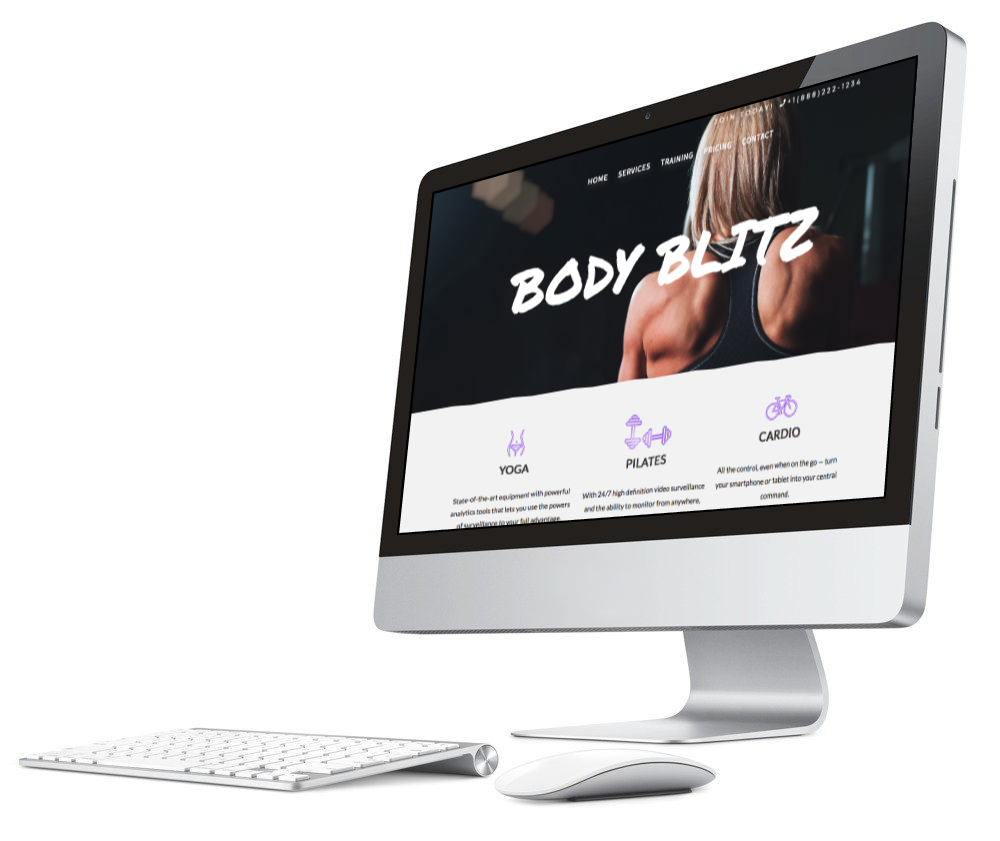 JOIN TODAY! +1(888)222-1234
HOME SERVICES TRAINING PRICING CONTACT
BODY BLITZ
YOGA
State-of-the-art equipment with powerful
analytics tools that lets you use the powers
of surveillance to your full advantage.
PILATES
With 24/7 high definition video surveillance
and the ability to monitor from anywhere,
CARDIO
All the control, even when on the go — turn
your smartphone or tablet into your central
command.